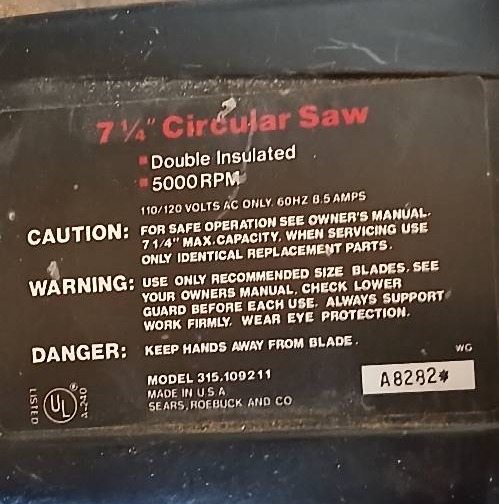 7 1/4" Circular Saw
Double Insulated
5000 RPM
110/120 VOLTS AC ONLY, 60HZ 8.5 AMPS
CAUTION: FOR SAFE OPERATION SEE OWNER'S MANUAL.
7 1/4" MAX. CAPACITY. WHEN SERVICING USE
ONLY IDENTICAL REPLACEMENT PARTS.
WARNING: USE ONLY RECOMMENDED SIZE BLADES. SEE
YOUR OWNERS MANUAL. CHECK LOWER
GUARD BEFORE EACH USE. ALWAYS SUPPORT
WORK FIRMLY. WEAR EYE PROTECTION.
DANGER: KEEP HANDS AWAY FROM BLADE.
WG
MODEL 315.109211
A8282*
MADE IN U.S.A
SEARS, ROEBUCK AND CO
LISTED
UL
®